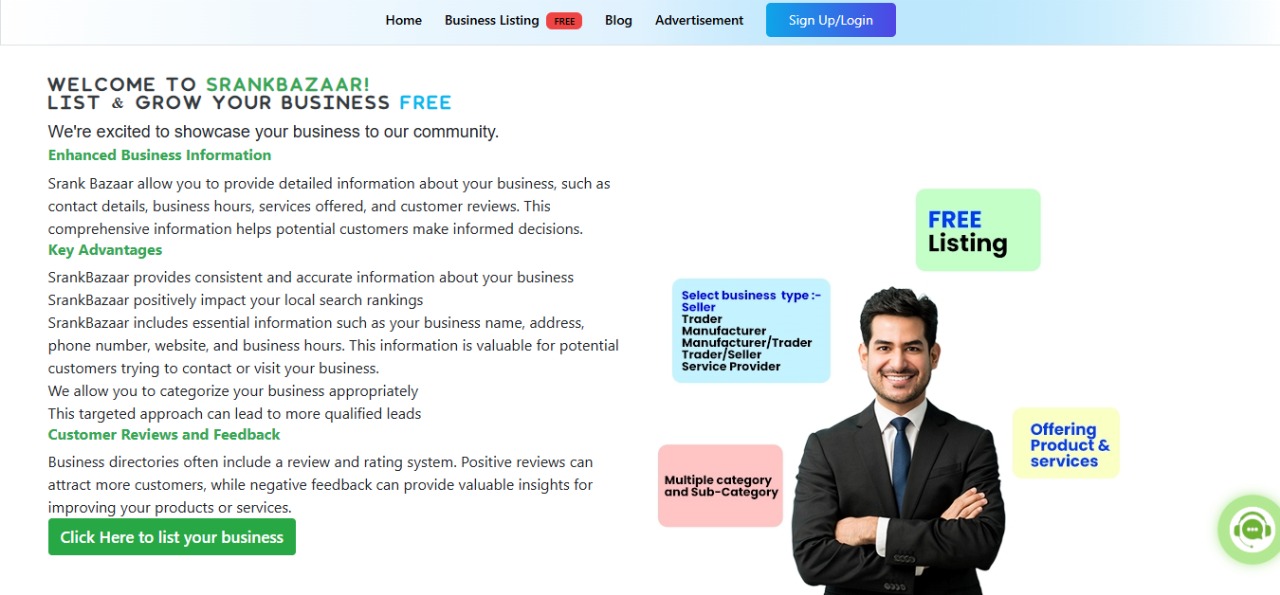 Home Business Listing FREE Blog Advertisement Sign Up/Login
WELCOME TO SRANKBAZAAR!
LIST & GROW YOUR BUSINESS FREE
We're excited to showcase your business to our community.
Enhanced Business Information
Srank Bazaar allow you to provide detailed information about your business, such as
contact details, business hours, services offered, and customer reviews. This
comprehensive information helps potential customers make informed decisions.
Key Advantages
SrankBazaar provides consistent and accurate information about your business
SrankBazaar positively impact your local search rankings
SrankBazaar includes essential information such as your business name, address,
phone number, website, and business hours. This information is valuable for potential
customers trying to contact or visit your business.
We allow you to categorize your business appropriately
This targeted approach can lead to more qualified leads
Customer Reviews and Feedback
Business directories often include a review and rating system. Positive reviews can
attract more customers, while negative feedback can provide valuable insights for
improving your products or services.
Click Here to list your business
FREE
Listing
Select business type :-
Seller
Trader
Manufacturer
Manufacturer/Trader
Trader/Seller
Service Provider
Offering
Product &
services
Multiple category
and Sub-Category